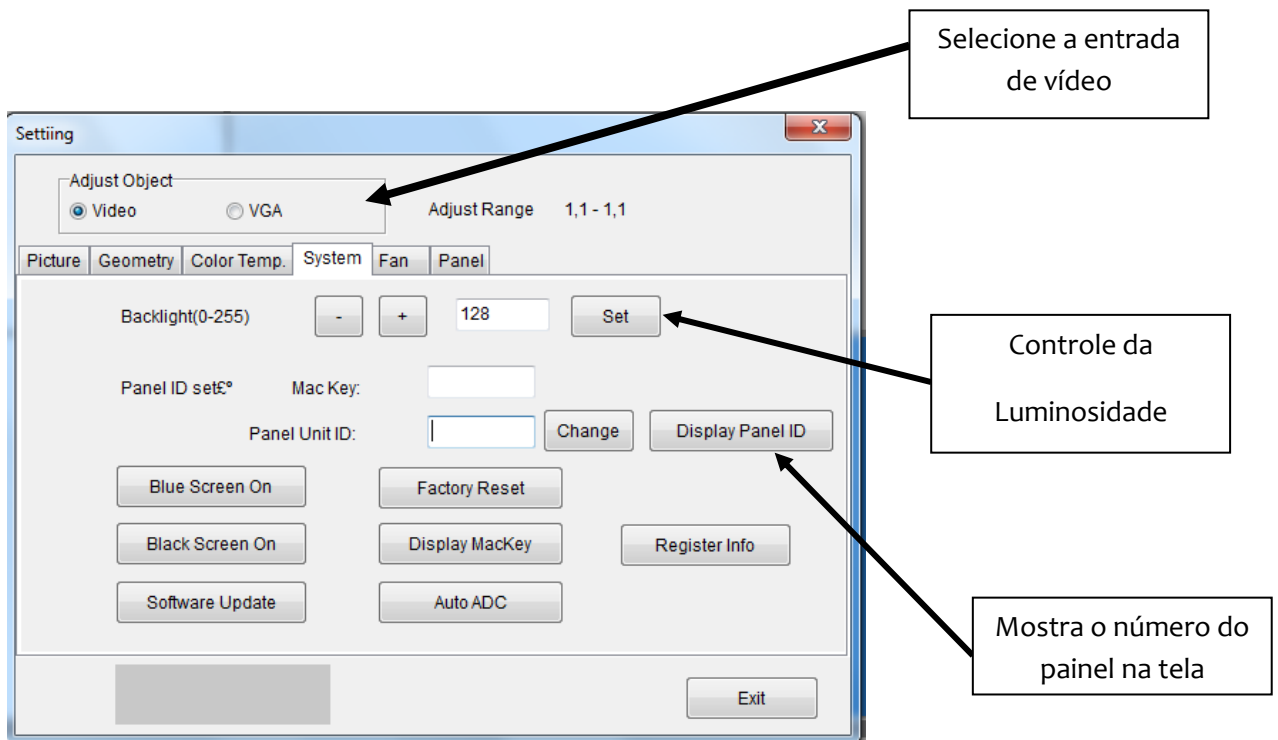 Selecione a entrada
de vídeo
Settiing
Adjust Object
Video VGA Adjust Range 1,1 - 1,1
Picture Geometry Color Temp. System Fan Panel
Backlight(0-255) - + 128 Set
Controle da
Luminosidade
Panel ID set£º Mac Key:
Panel Unit ID: Change Display Panel ID
Blue Screen On Factory Reset
Black Screen On Display MacKey Register Info
Software Update Auto ADC
Mostra o número do
painel na tela
Exit